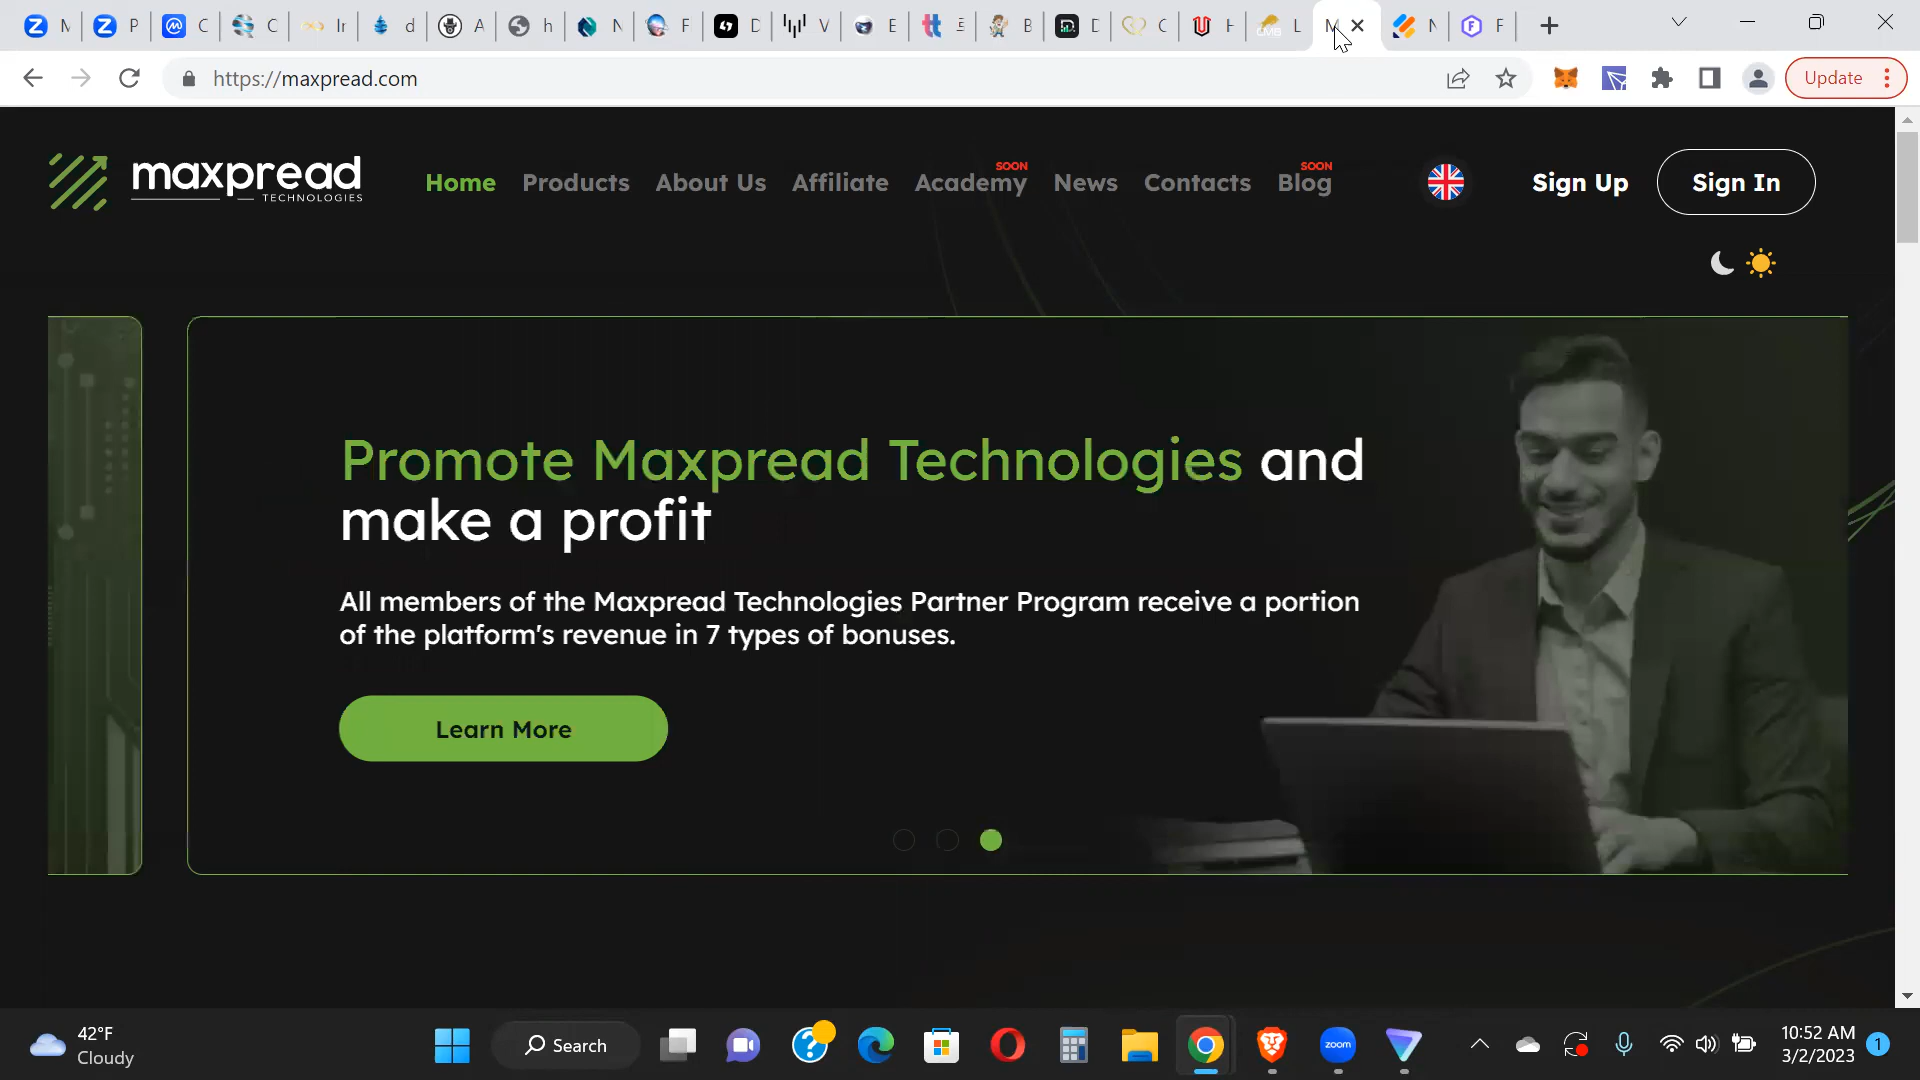 https://maxpread.com
Update
maxpread
TECHNOLOGIES
Home
Products
About Us
Affiliate
Academy
SOON
News
Contacts
Blog
SOON
Sign Up
Sign In
Promote Maxpread Technologies and
make a profit
All members of the Maxpread Technologies Partner Program receive a portion
of the platform's revenue in 7 types of bonuses.
Learn More
42°F
Cloudy
Search
zoom
10:52 AM
3/2/2023
1